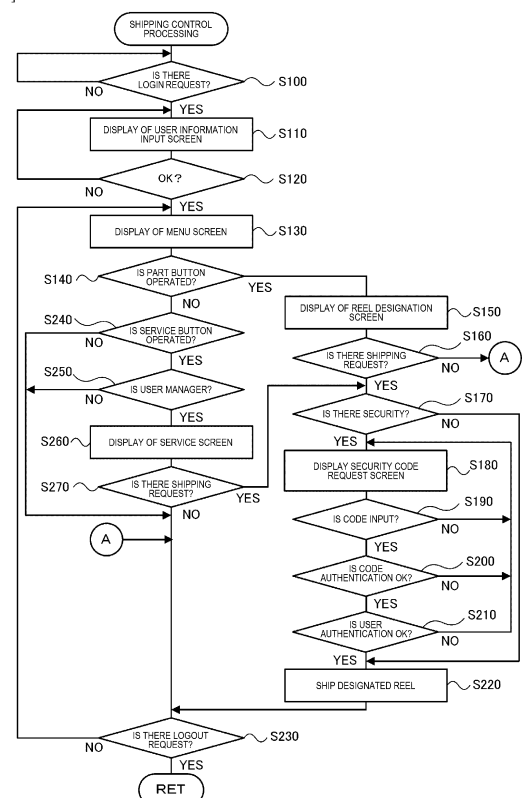 ]
SHIPPING CONTROL
PROCESSING
IS THERE
LOGIN REQUEST?
S100
NO
YES
DISPLAY OF USER INFORMATION
INPUT SCREEN
S110
OK?
S120
NO
YES
DISPLAY OF MENU SCREEN
S130
S140
IS PART BUTTON
OPERATED?
YES
NO
S240
IS SERVICE BUTTON
OPERATED?
NO
YES
S250
IS USER MANAGER?
NO
YES
S260
DISPLAY OF SERVICE SCREEN
S270
IS THERE SHIPPING
REQUEST?
YES
NO
A
DISPLAY OF REEL DESIGNATION
SCREEN
S150
S160
IS THERE SHIPPING
REQUEST?
NO
A
YES
S170
IS THERE SECURITY?
NO
YES
DISPLAY SECURITY CODE
REQUEST SCREEN
S180
S190
IS CODE INPUT?
NO
YES
S200
IS CODE
AUTHENTICATION OK?
NO
YES
S210
IS USER
AUTHENTICATION OK?
NO
YES
SHIP DESIGNATED REEL
S220
IS THERE LOGOUT
REQUEST?
S230
NO
YES
RET